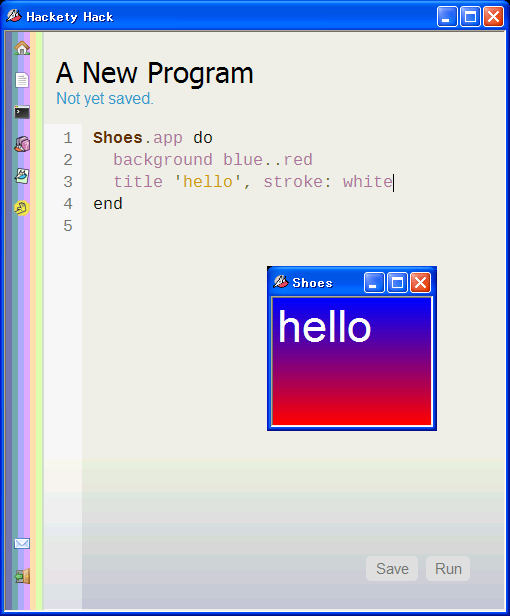 Hackety Hack
A New Program
Not yet saved.
1 Shoes.app do
2   background blue..red
3   title 'hello', stroke: white
4 end
5
Shoes
hello
Save Run